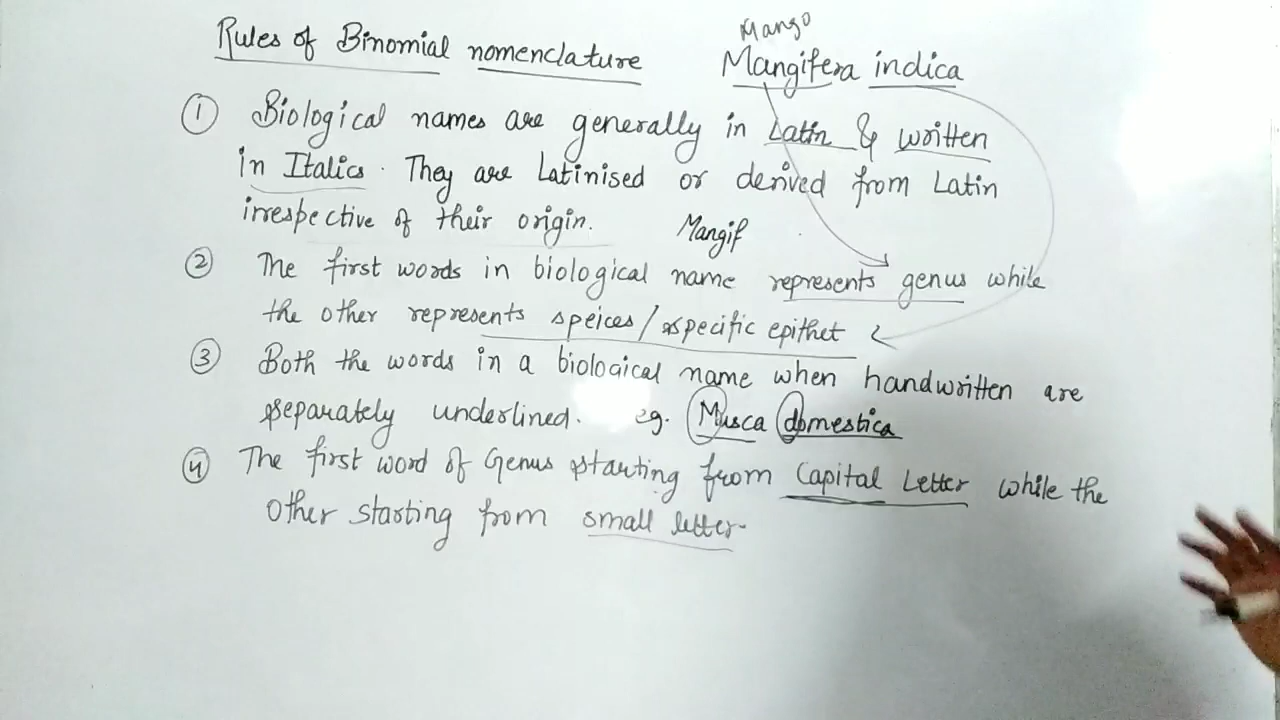 Mango
Rules of Binomial nomenclature
Mangifera indica
① Biological names are generally in Latin & written
in Italics. They are Latinised or derived from Latin
irrespective of their origin.
Mangif
② The first words in biological name represents genus while
the other represents speices/specific epithet
③ Both the words in a biological name when handwritten are
separately underlined. eg. Musca domestica
④ The first word of Genus starting from Capital Letter while the
other starting from small letter.